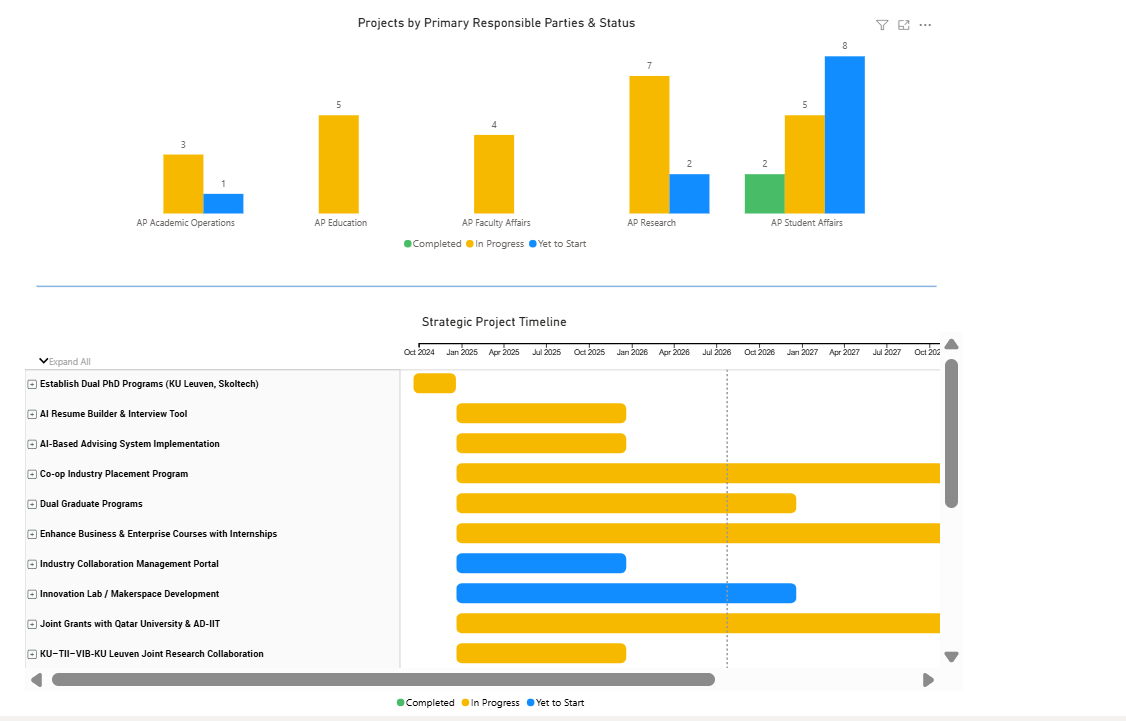 Projects by Primary Responsible Parties & Status
8
7
5
5
4
3
2
2
1
AP Academic Operations AP Education AP Faculty Affairs AP Research AP Student Affairs
Completed In Progress Yet to Start
Strategic Project Timeline
Expand All
Oct 2024 Jan 2025 Apr 2025 Jul 2025 Oct 2025 Jan 2026 Apr 2026 Jul 2026 Oct 2026 Jan 2027 Apr 2027 Jul 2027 Oct 202
Establish Dual PhD Programs (KU Leuven, Skoltech)
AI Resume Builder & Interview Tool
AI-Based Advising System Implementation
Co-op Industry Placement Program
Dual Graduate Programs
Enhance Business & Enterprise Courses with Internships
Industry Collaboration Management Portal
Innovation Lab / Makerspace Development
Joint Grants with Qatar University & AD-IIT
KU–TII–VIB-KU Leuven Joint Research Collaboration
Completed In Progress Yet to Start